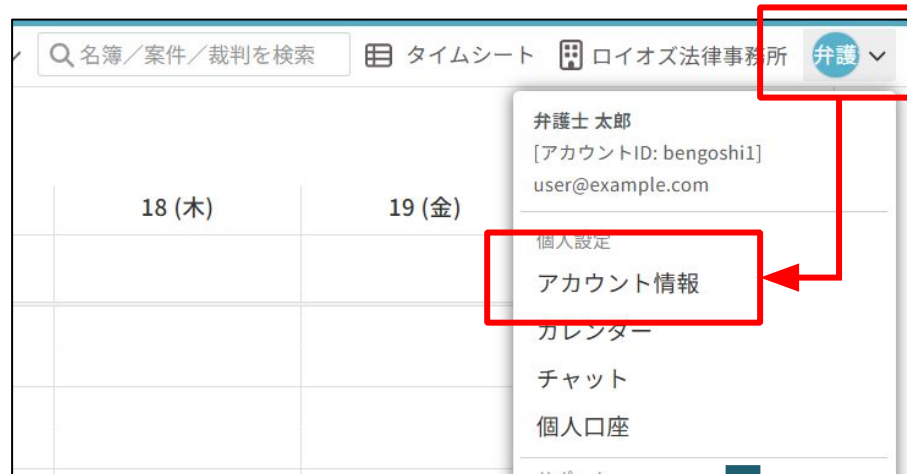 名簿／案件／裁判を検索 タイムシート ロイオズ法律事務所 弁護
弁護士 太郎
[アカウントID: bengoshi1]
user@example.com
18 (木) 19 (金)
個人設定
アカウント情報
カレンダー
チャット
個人口座